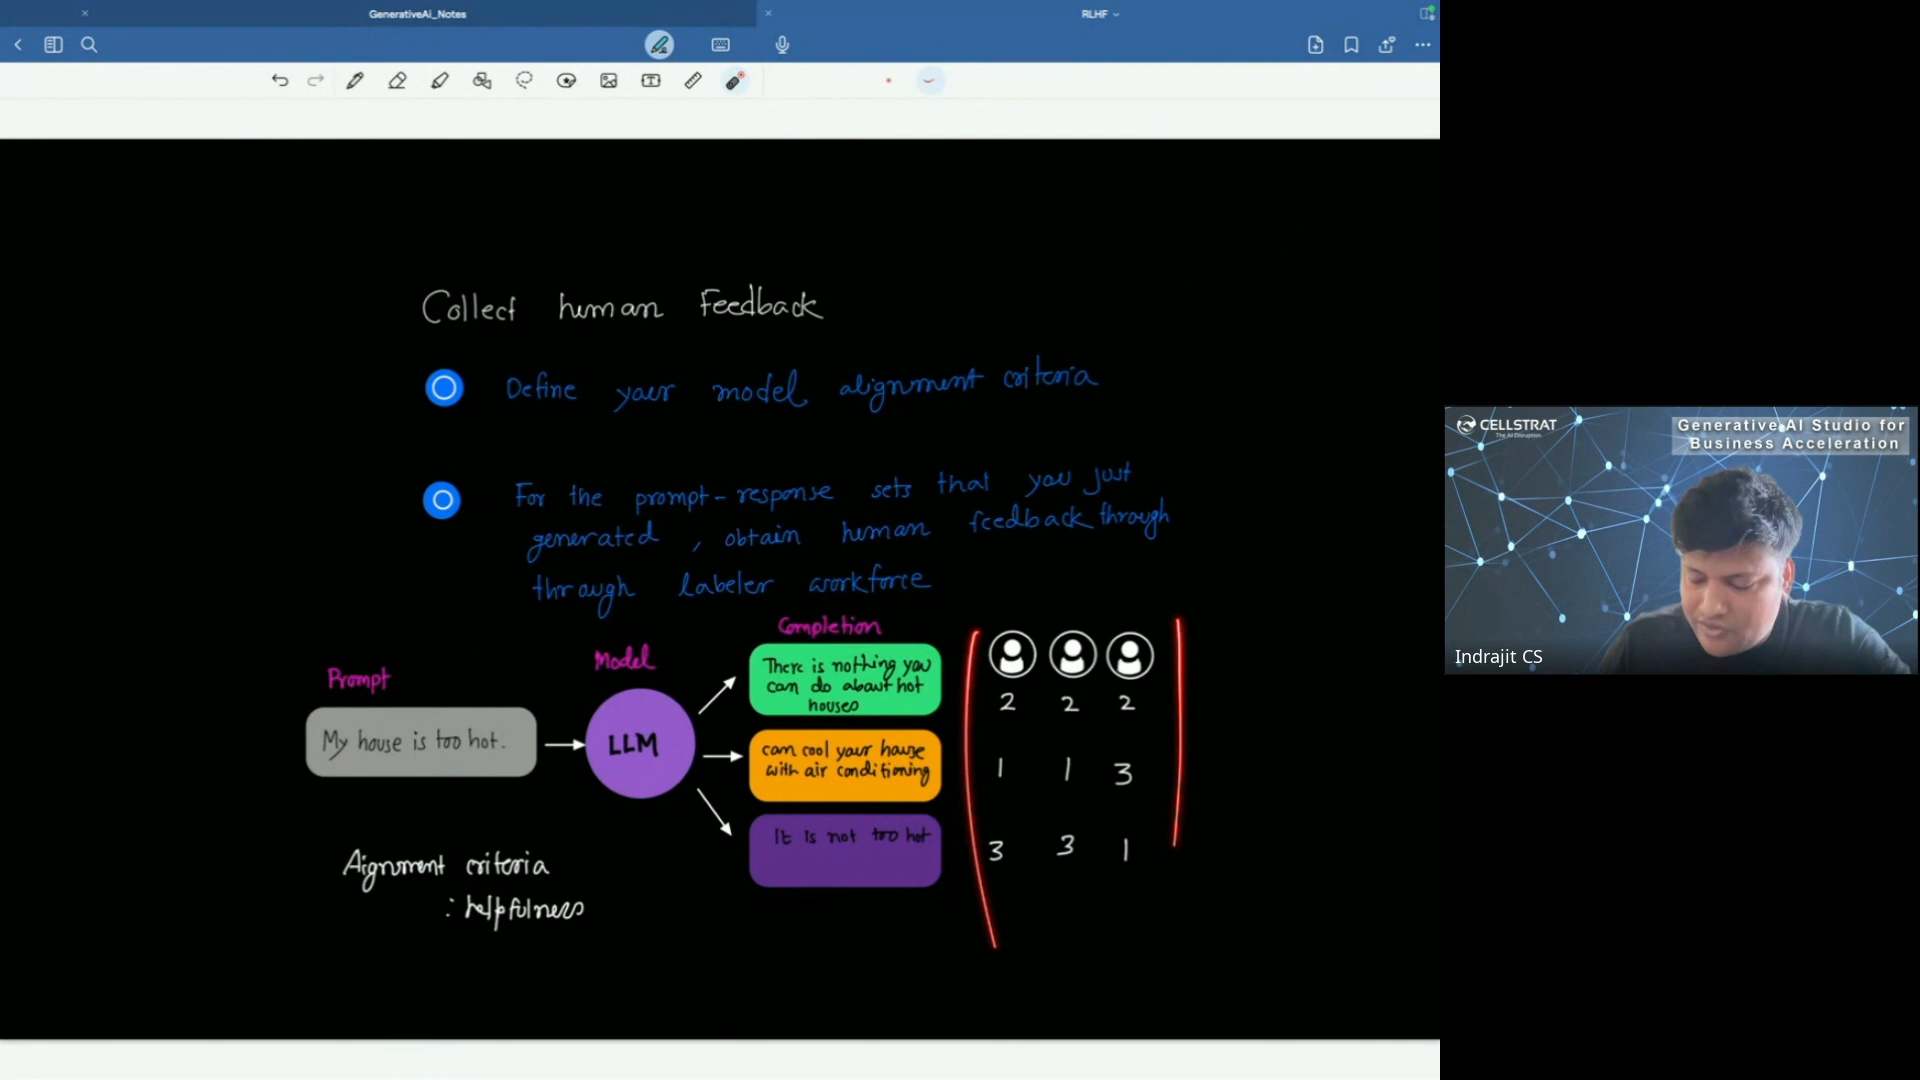 GenerativeAi_Notes
RLHF
Collect human Feedback
Define your model alignment criteria
For the prompt-response sets that you just
generated, obtain human feedback through
through labeler workforce
Completion
Model
Prompt
There is nothing you
can do about hot
houses
My house is too hot.
LLM
can cool your house
with air conditioning
It is not too hot
2 2 2
1 1 3
3 3 1
Aignment criteria
: helpfulness
CELLSTRAT
The AI Disruption
Generative AI Studio for
Business Acceleration
Indrajit CS